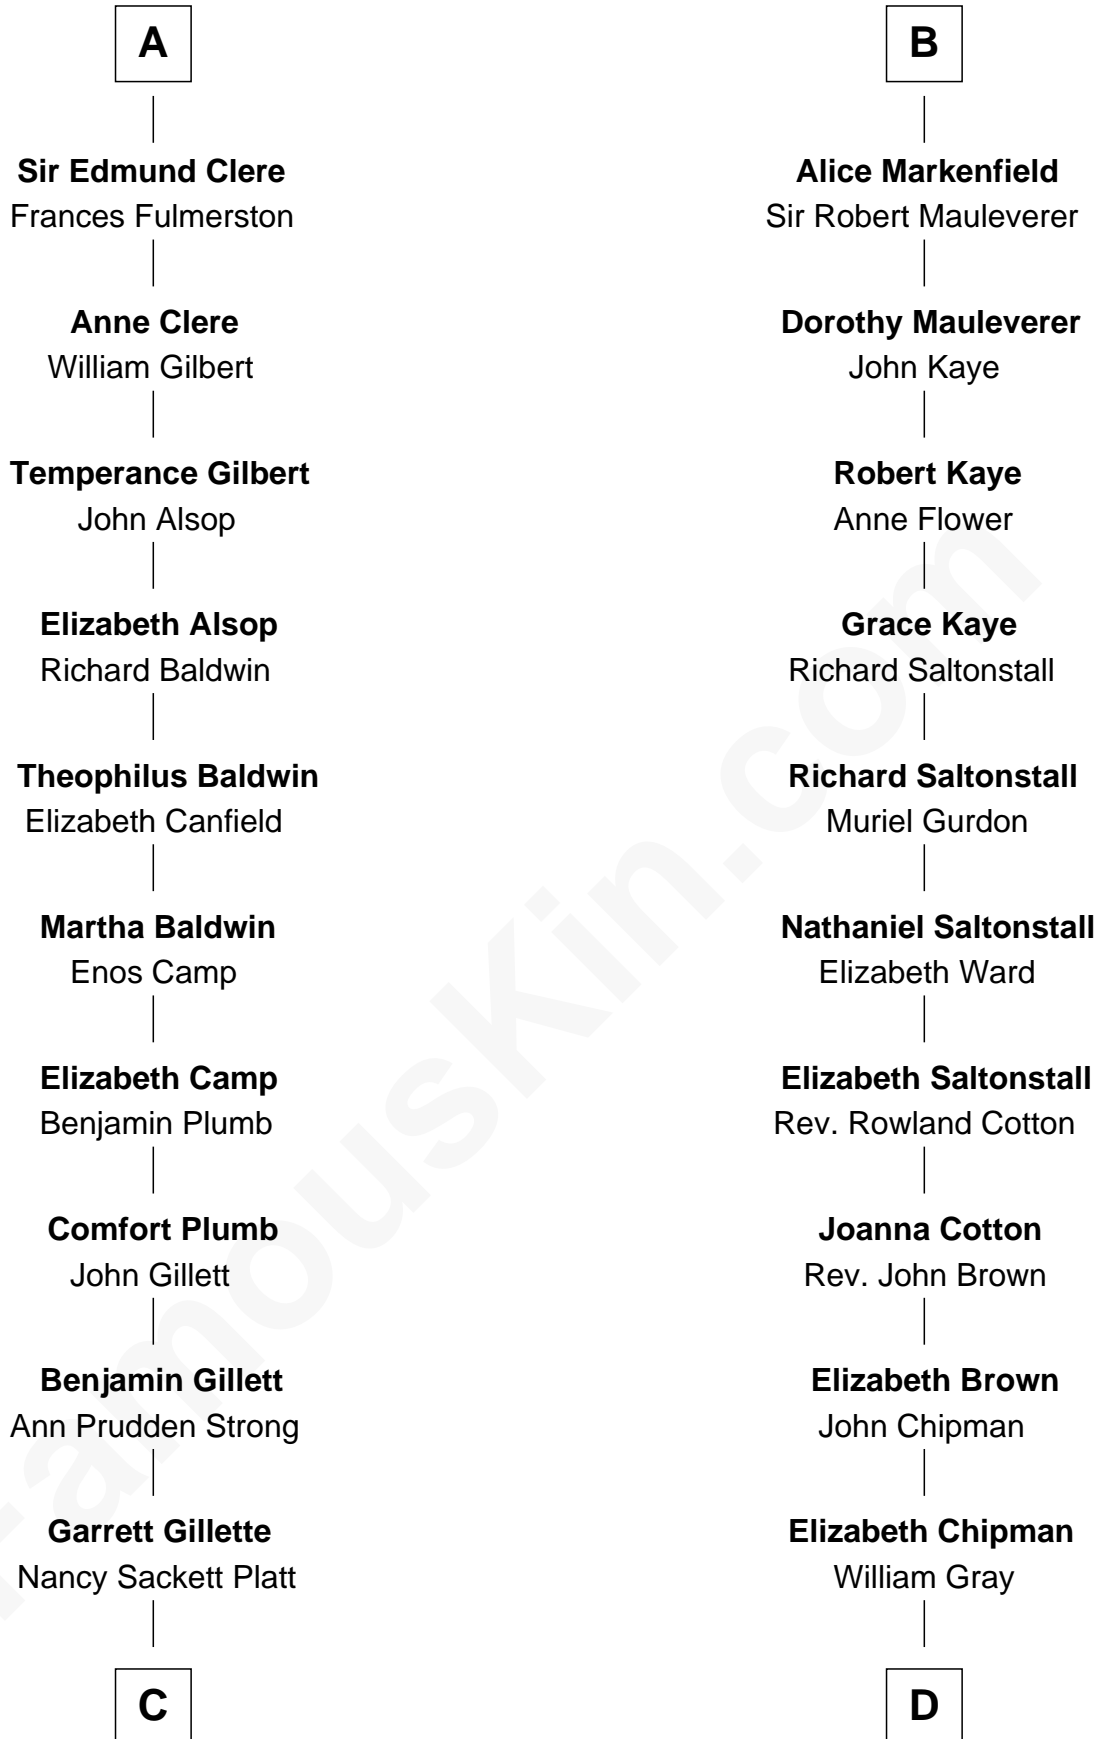 A
Sir Edmund Clere
Frances Fulmerston
Anne Clere
William Gilbert
Temperance Gilbert
John Alsop
Elizabeth Alsop
Richard Baldwin
Theophilus Baldwin
Elizabeth Canfield
Martha Baldwin
Enos Camp
Elizabeth Camp
Benjamin Plumb
Comfort Plumb
John Gillett
Benjamin Gillett
Ann Prudden Strong
Garrett Gillette
Nancy Sackett Platt
C
B
Alice Markenfield
Sir Robert Mauleverer
Dorothy Mauleverer
John Kaye
Robert Kaye
Anne Flower
Grace Kaye
Richard Saltonstall
Richard Saltonstall
Muriel Gurdon
Nathaniel Saltonstall
Elizabeth Ward
Elizabeth Saltonstall
Rev. Rowland Cotton
Joanna Cotton
Rev. John Brown
Elizabeth Brown
John Chipman
Elizabeth Chipman
William Gray
D
FamousKin.com